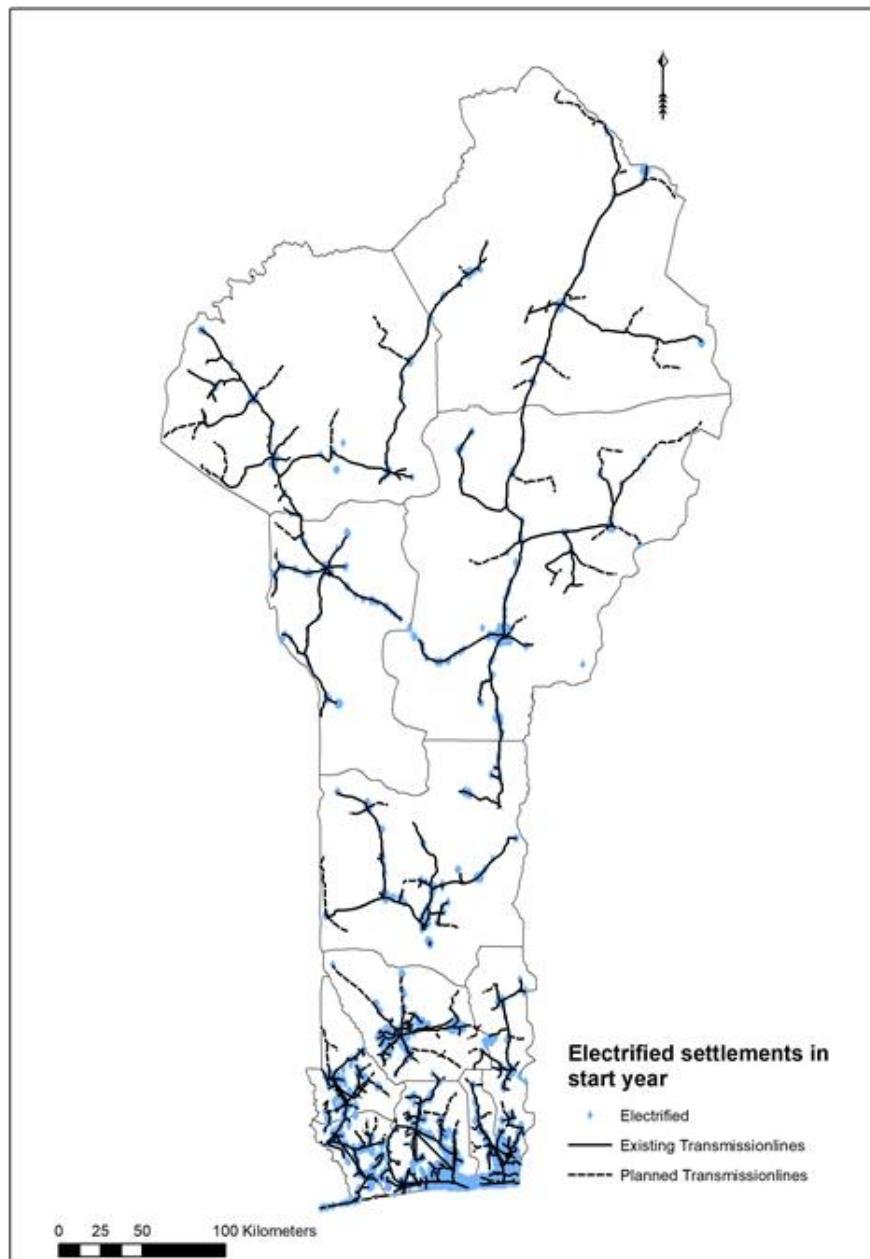 Electrified settlements in
start year
Electrified
Existing Transmissionlines
Planned Transmissionlines
0 25 50 100 Kilometers